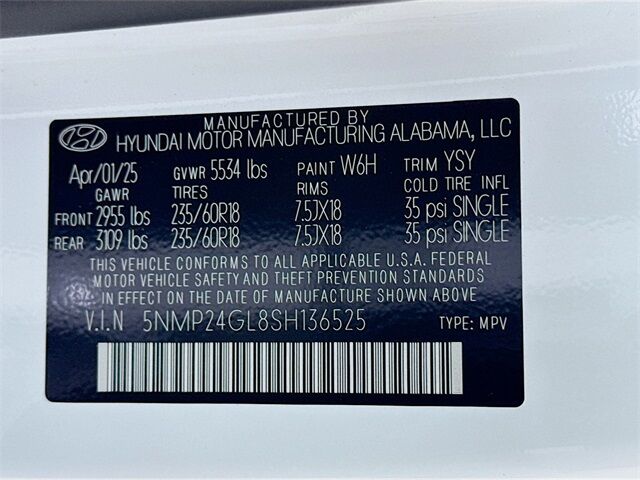 MANUFACTURED BY
HYUNDAI MOTOR MANUFACTURING ALABAMA, LLC
Apr/01/25 GVWR 5534 lbs PAINT W6H TRIM YSY
GAWR TIRES RIMS COLD TIRE INFL
FRONT 2955 lbs 235/60R18 7.5JX18 35 psi SINGLE
REAR 3109 lbs 235/60R18 7.5JX18 35 psi SINGLE
THIS VEHICLE CONFORMS TO ALL APPLICABLE U.S.A. FEDERAL
MOTOR VEHICLE SAFETY AND THEFT PREVENTION
STANDARDS IN EFFECT ON THE DATE OF MANUFACTURE SHOWN ABOVE
V.I.N 5NMP24GL8SH136525 TYPE: MPV